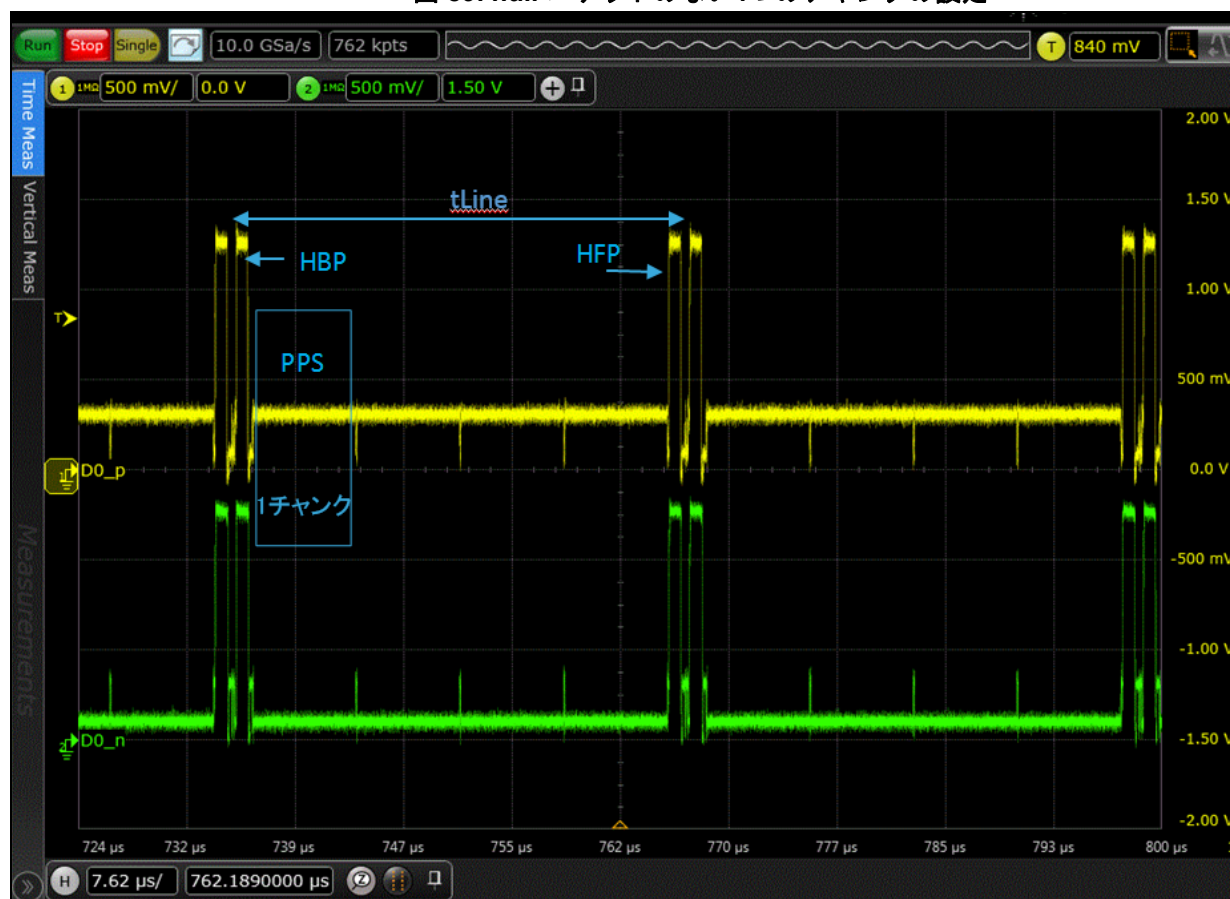 Run Stop Single 10.0 GSa/s 762 kpts T 840 mV
1 1MΩ 500 mV/ 0.0 V 2 1MΩ 500 mV/ 1.50 V
Time Meas
Vertical Meas
Measurements
2.00 V
1.50 V
1.00 V
500 mV
0.0 V
-500 mV
-1.00 V
-1.50 V
-2.00 V
tLine
HBP
HFP
T
PPS
D0_p
1チャンク
D0_n
724 µs 732 µs 739 µs 747 µs 755 µs 762 µs 770 µs 777 µs 785 µs 793 µs 800 µs
H 7.62 µs/ 762.1890000 µs